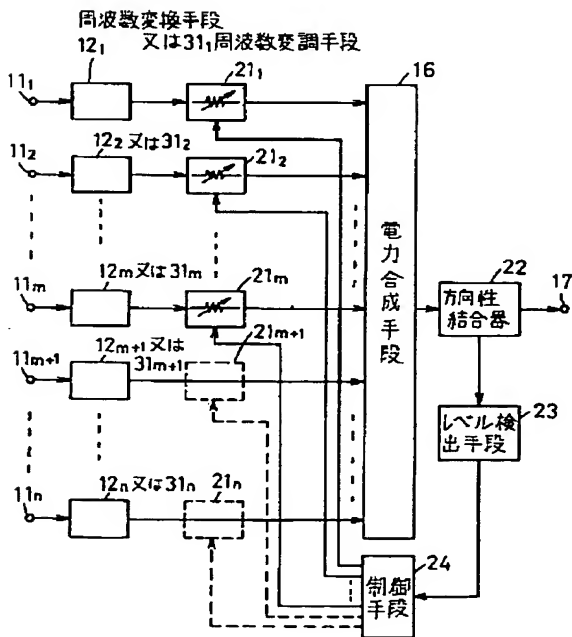 周波数変換手段
12₁ 又は31₁周波数変調手段
11₁ 21₁ 16
11₂ 12₂又は31₂ 21₂
電力合成手段
11m 12m又は31m 21m
22 17
方向性
結合器
11m+1 12m+1又は
31m+1 21m+1
レベル検
出手段 23
11n 12n又は31n 21n
制御
手段 24